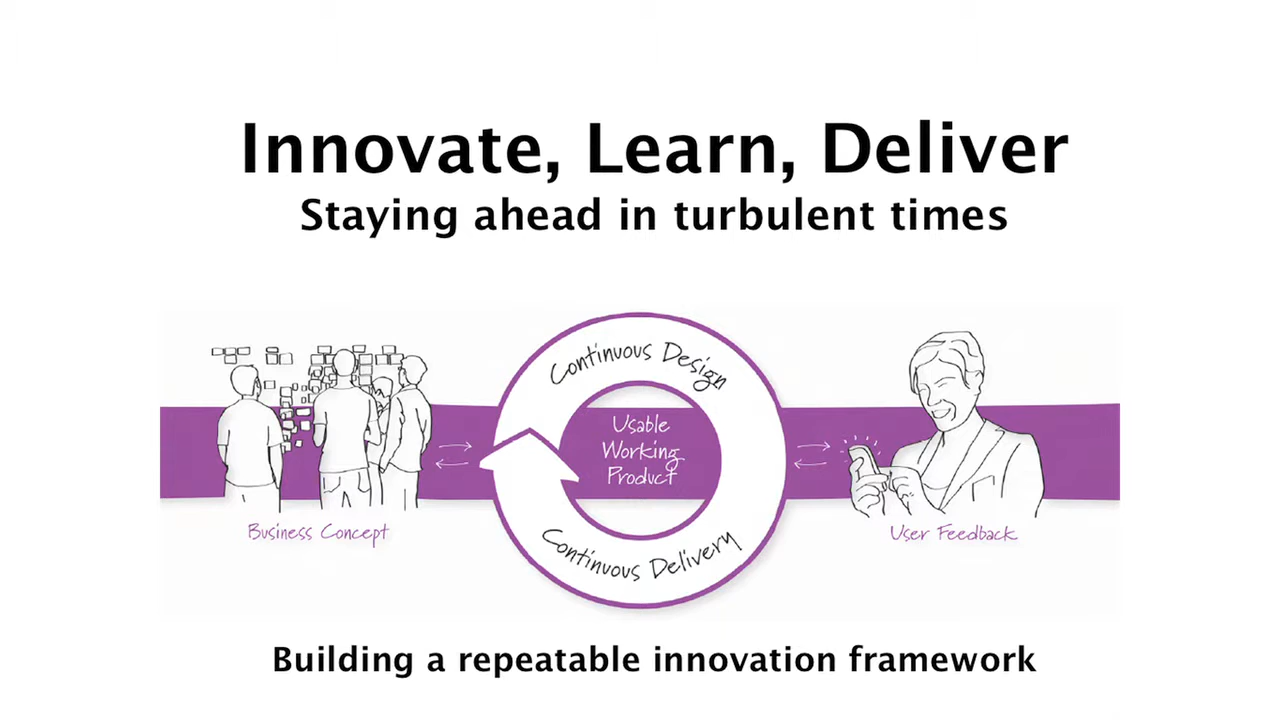 Innovate, Learn, Deliver
Staying ahead in turbulent times
Continuous Design
Usable
Working
Product
Continuous Delivery
Business Concept
User Feedback
Building a repeatable innovation framework